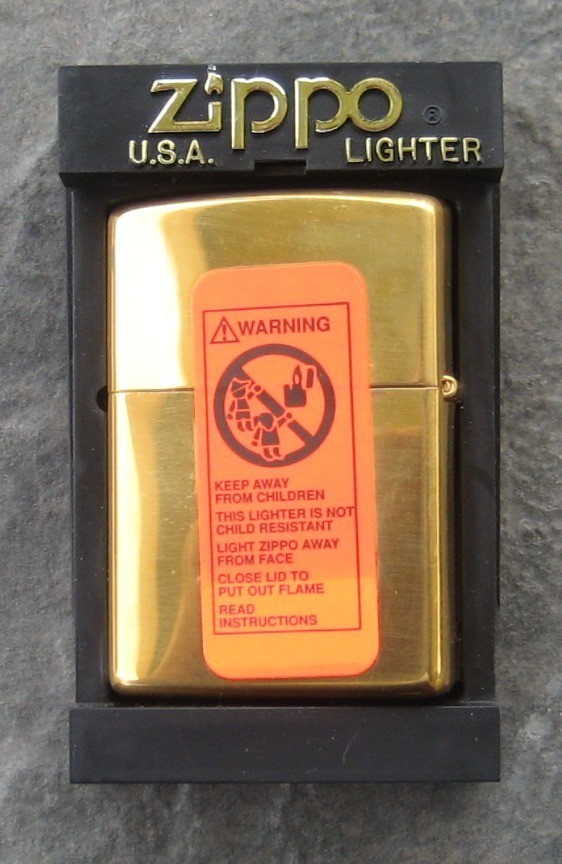 Zippo ®
U.S.A. LIGHTER
WARNING
KEEP AWAY
FROM CHILDREN
THIS LIGHTER IS NOT
CHILD RESISTANT
LIGHT ZIPPO AWAY
FROM FACE
CLOSE LID TO
PUT OUT FLAME
READ
INSTRUCTIONS